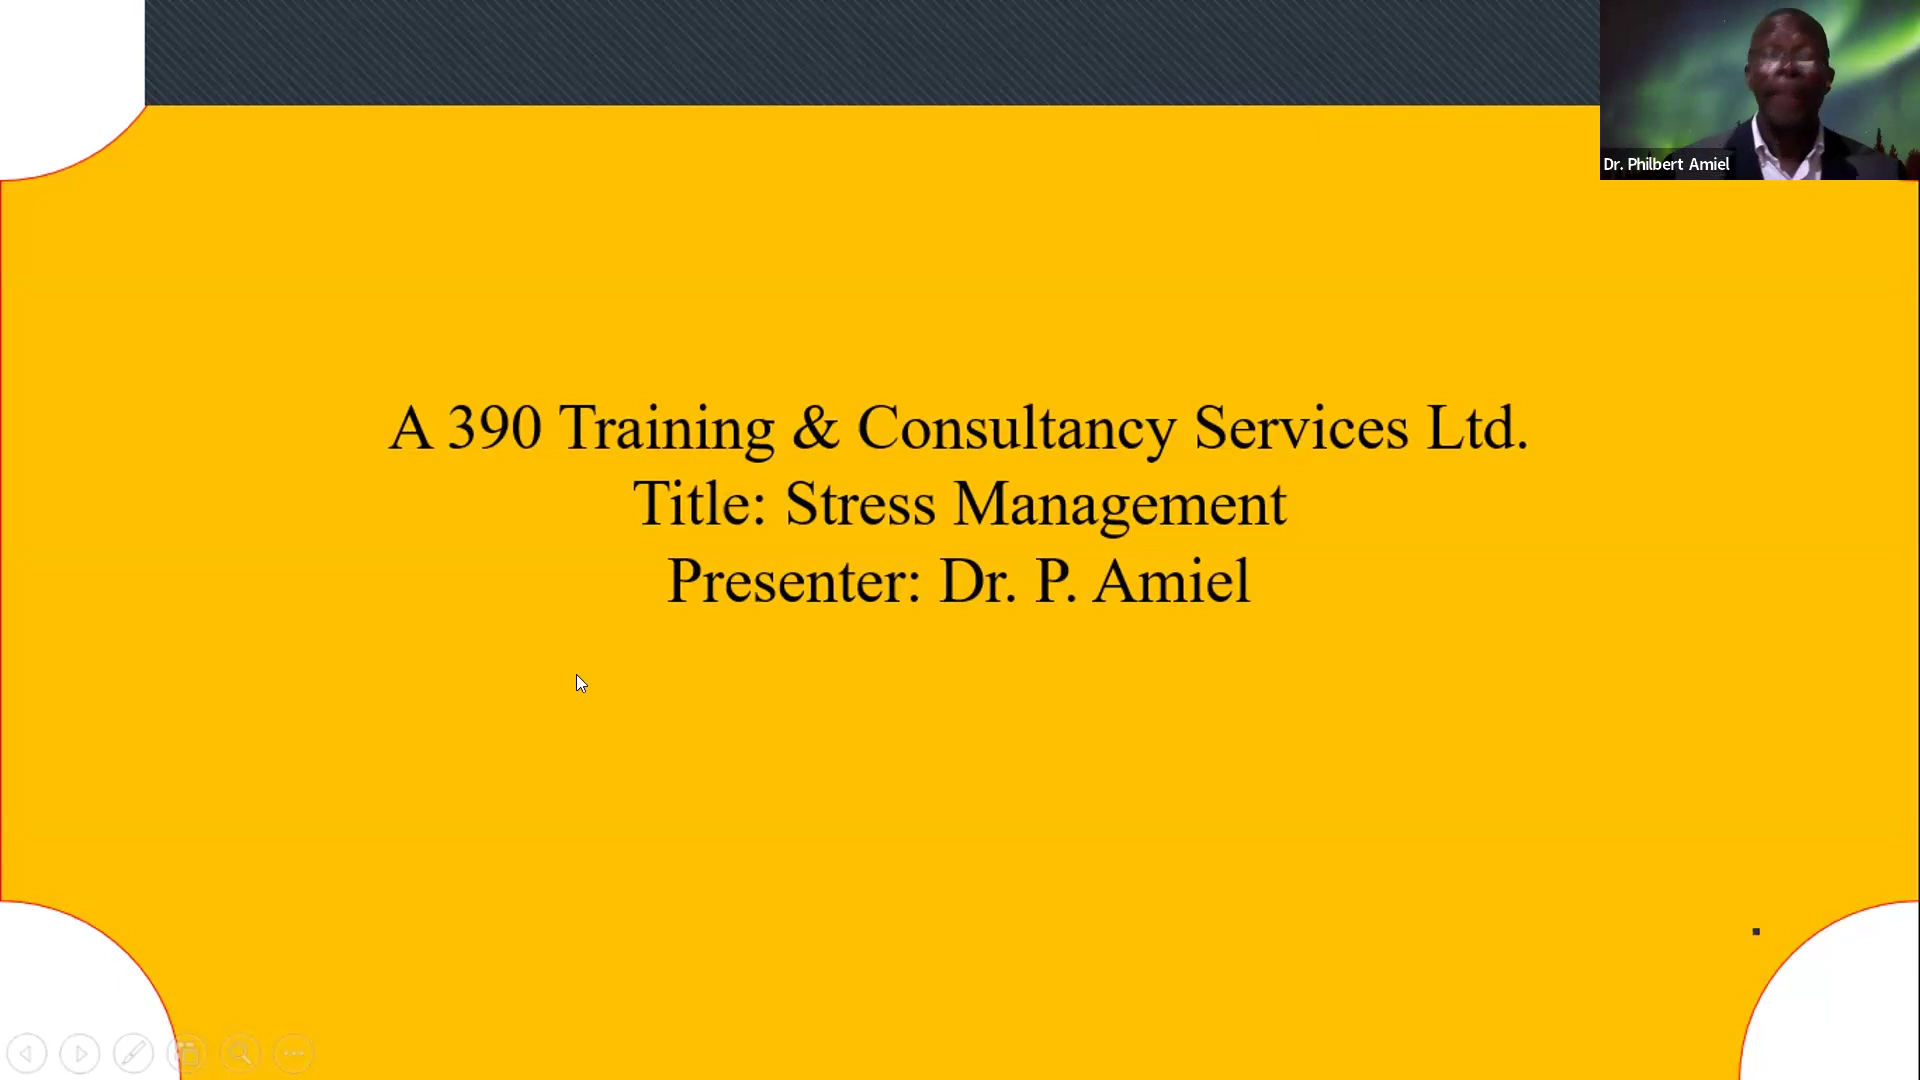 Dr. Philbert Amiel
A 390 Training & Consultancy Services Ltd.
Title: Stress Management
Presenter: Dr. P. Amiel